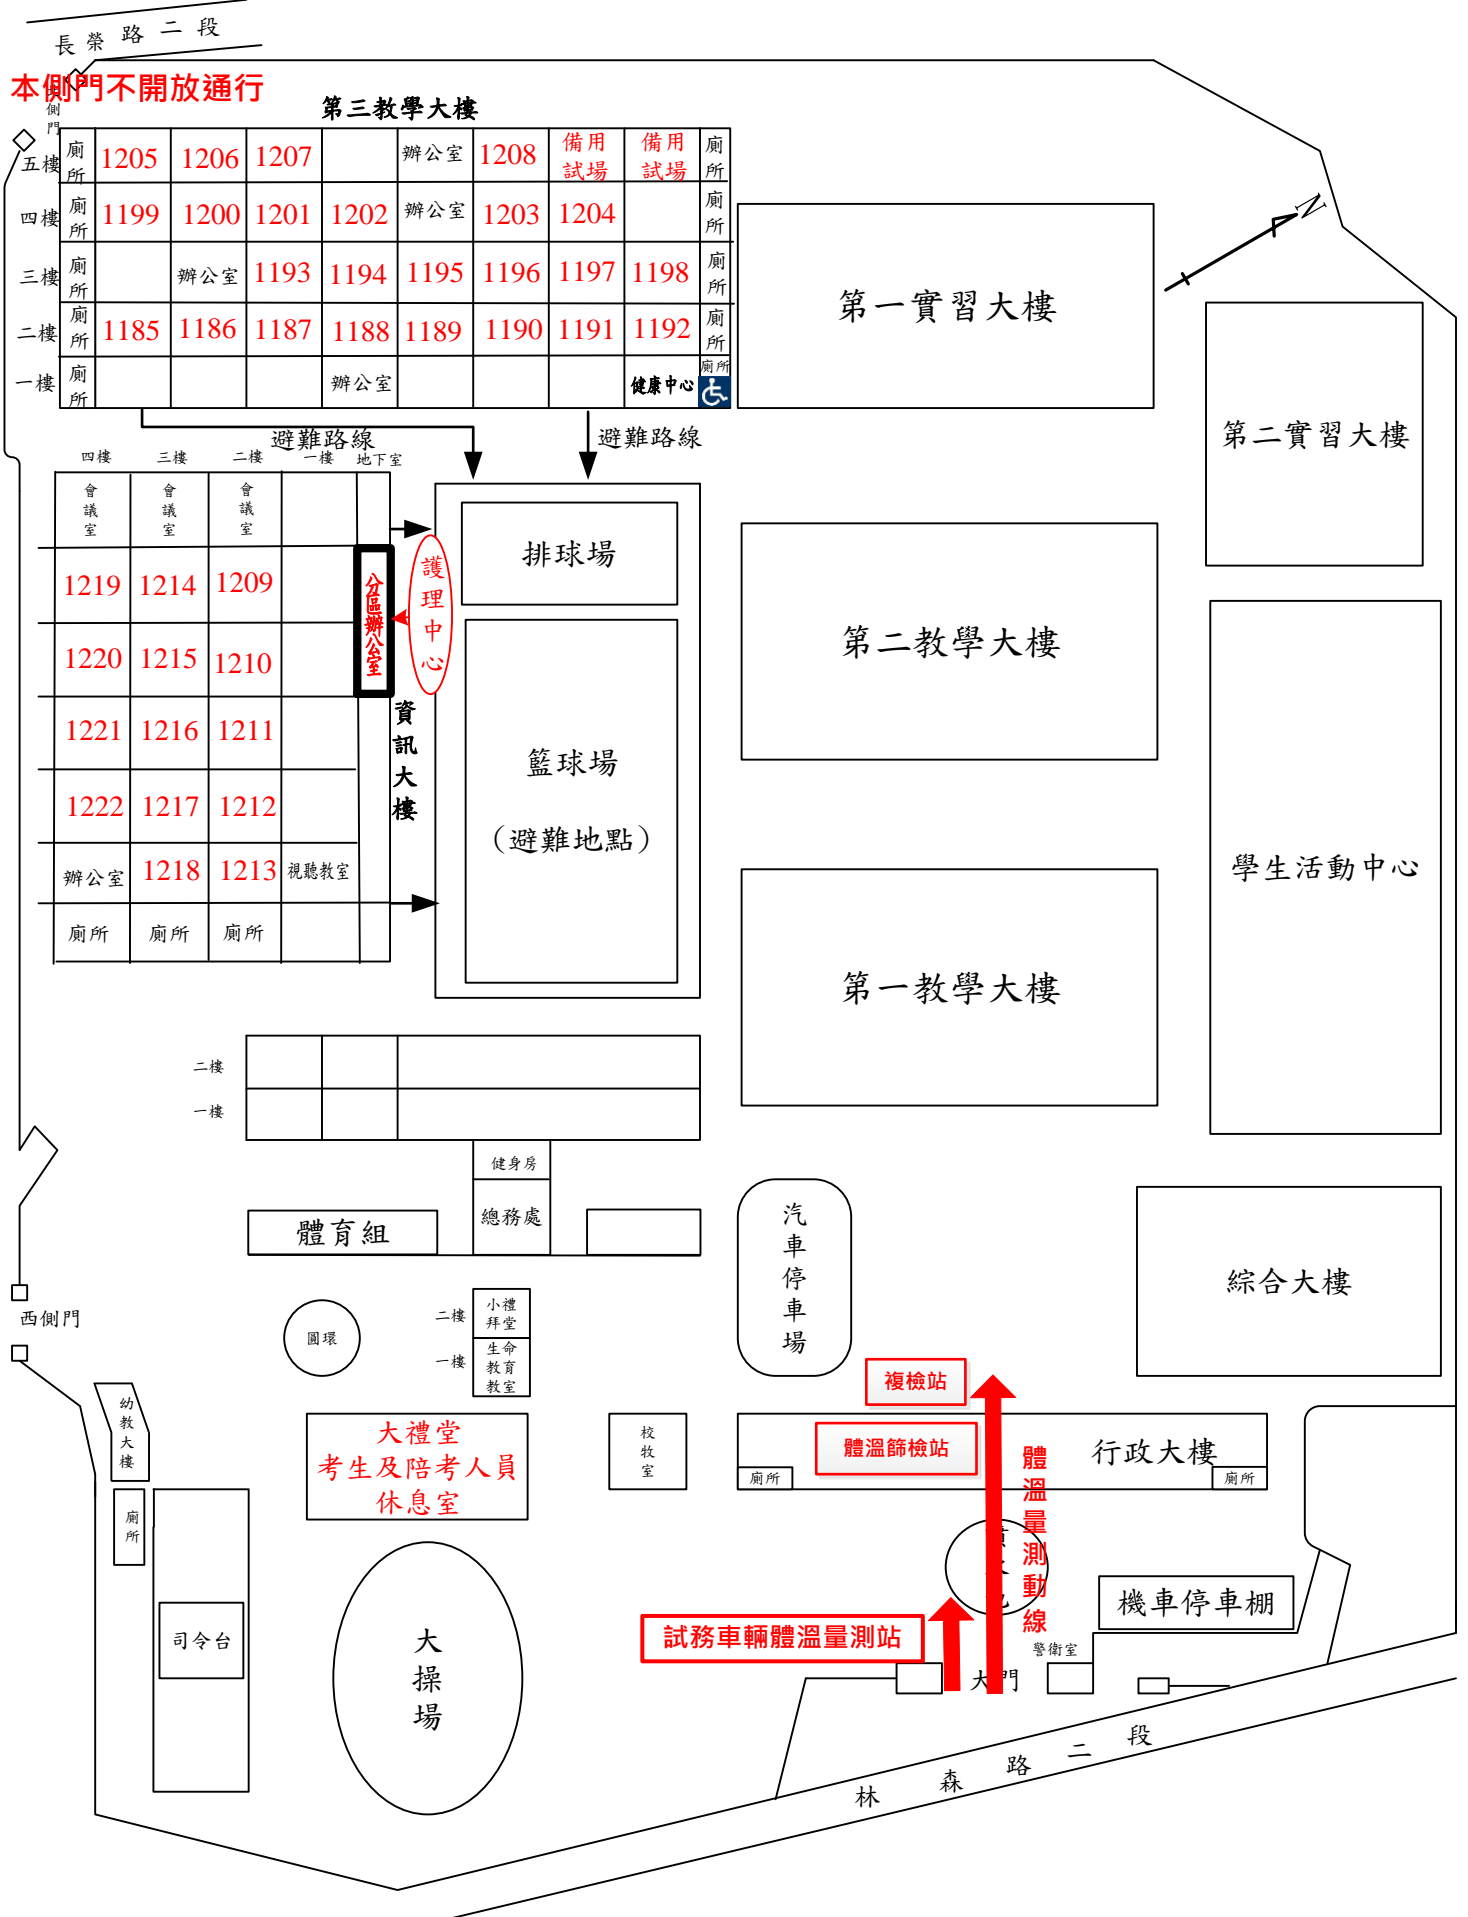 長榮路二段
本側門不開放通行
側門
第三教學大樓
五樓 廁所 1205 1206 1207 辦公室 1208 備用試場 備用試場 廁所
四樓 廁所 1199 1200 1201 1202 辦公室 1203 1204 廁所
三樓 廁所 辦公室 1193 1194 1195 1196 1197 1198 廁所
二樓 廁所 1185 1186 1187 1188 1189 1190 1191 1192 廁所
一樓 廁所 辦公室 健康中心 廁所
N
第一實習大樓
第二實習大樓
避難路線
避難路線
四樓 三樓 二樓 一樓 地下室
會議室 會議室 會議室
1219 1214 1209
1220 1215 1210
1221 1216 1211
1222 1217 1212
辦公室 1218 1213 視聽教室
廁所 廁所 廁所
分區辦公室
護理中心
資訊大樓
排球場
籃球場
（避難地點）
第二教學大樓
第一教學大樓
學生活動中心
二樓
一樓
健身房
總務處
體育組
汽車停車場
綜合大樓
西側門
圓環
二樓 小禮拜堂
一樓 生命教育教室
幼教大樓
廁所
大禮堂
考生及陪考人員
休息室
校牧室
複檢站
體溫篩檢站
行政大樓
廁所
廁所
體溫量測動線
機車停車棚
試務車輛體溫量測站
警衛室
大門
司令台
大操場
林森路二段